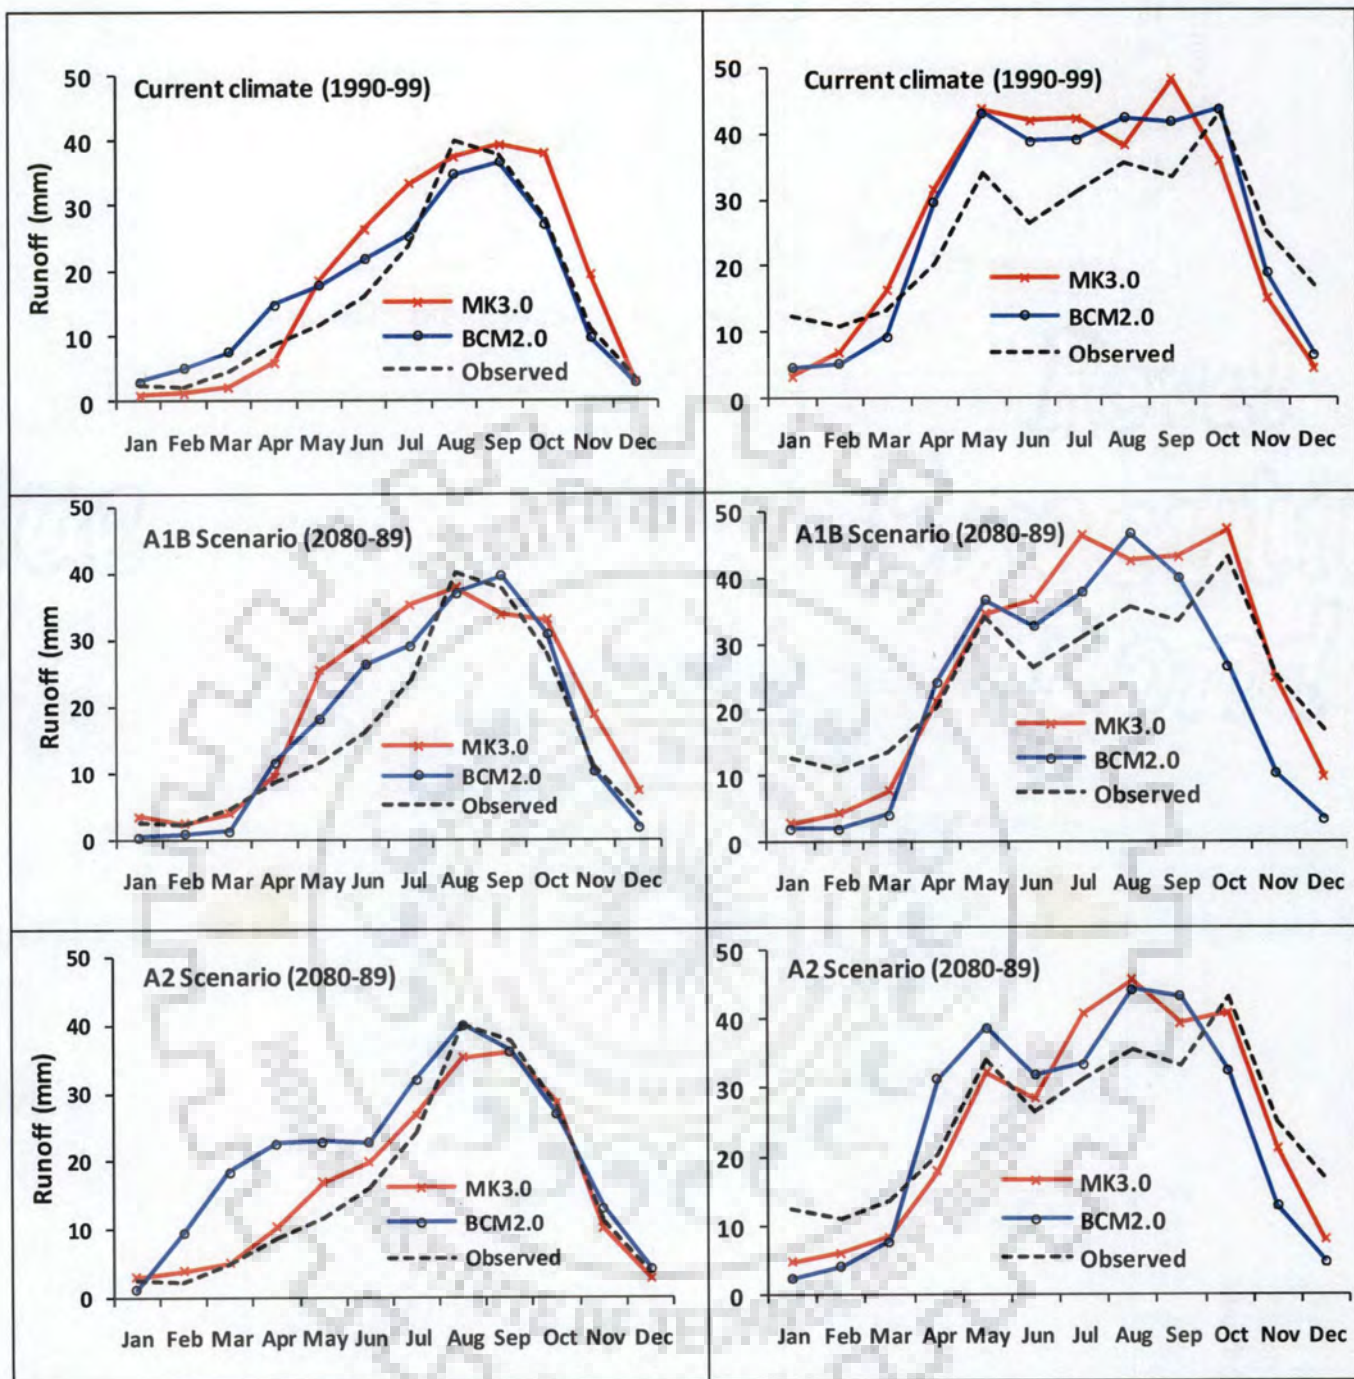 Current climate (1990-99)
50
40
30
20
10
0
Runoff (mm)
MK3.0
BCM2.0
Observed
Jan Feb Mar Apr May Jun Jul Aug Sep Oct Nov Dec
Current climate (1990-99)
50
40
30
20
10
0
MK3.0
BCM2.0
Observed
Jan Feb Mar Apr May Jun Jul Aug Sep Oct Nov Dec
A1B Scenario (2080-89)
50
40
30
20
10
0
Runoff (mm
MK3.0
BCM2.0
Observed
Jan Feb Mar Apr May Jun Jul Aug Sep Oct Nov Dec
A1B Scenario (2080-89)
50
40
30
20
10
0
MK3.0
BCM2.0
Observed
Jan Feb Mar Apr May Jun Jul Aug Sep Oct Nov Dec
A2 Scenario (2080-89)
50
40
30
20
10
0
Runoff (mm)
MK3.0
BCM2.0
Observed
Jan Feb Mar Apr May Jun Jul Aug Sep Oct Nov Dec
A2 Scenario (2080-89)
50
40
30
20
10
0
MK3.0
BCM2.0
Observed
Jan Feb Mar Apr May Jun Jul Aug Sep Oct Nov Dec